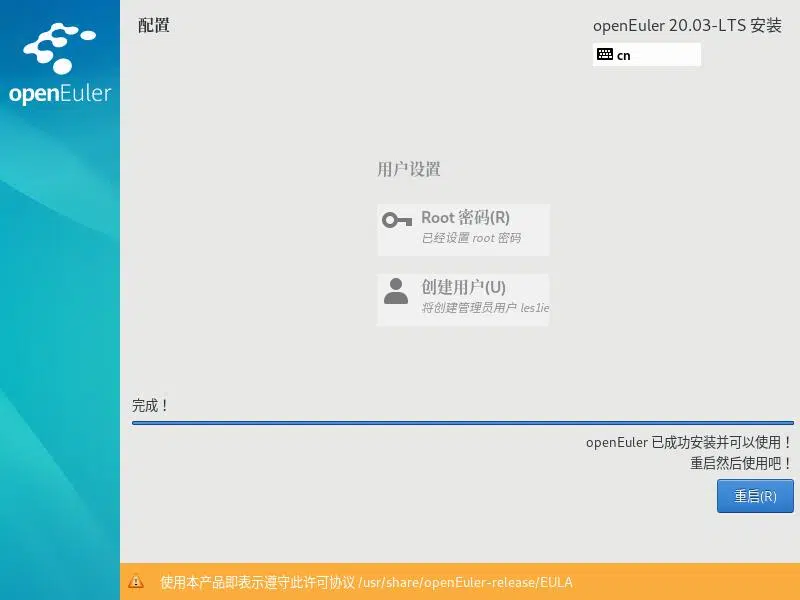 openEuler
配置
openEuler 20.03-LTS 安装
cn
用户设置
Root 密码(R)
已经设置 root 密码
创建用户(U)
将创建管理员用户 les1ie
完成！
openEuler 已成功安装并可以使用！
重启然后使用吧！
重启(R)
使用本产品即表示遵守此许可协议 /usr/share/openEuler-release/EULA